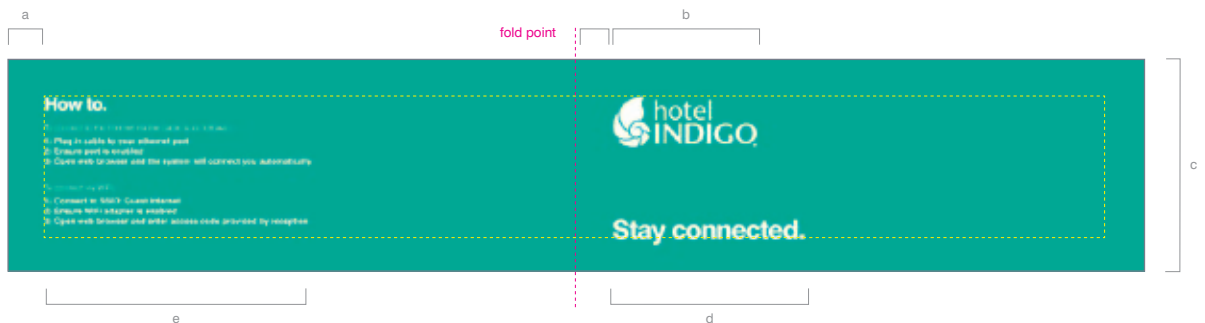 a
b
fold point
How to.
1: Plug in cable to your ethernet port
2: Ensure port is enabled
3: Open web browser and the system will connect you automatically
1: Connect to SSID: Guest Internet
2: Ensure WiFi adapter is enabled
3: Open web browser and enter access code provided by reception
hotel
INDIGO
Stay connected.
c
d
e